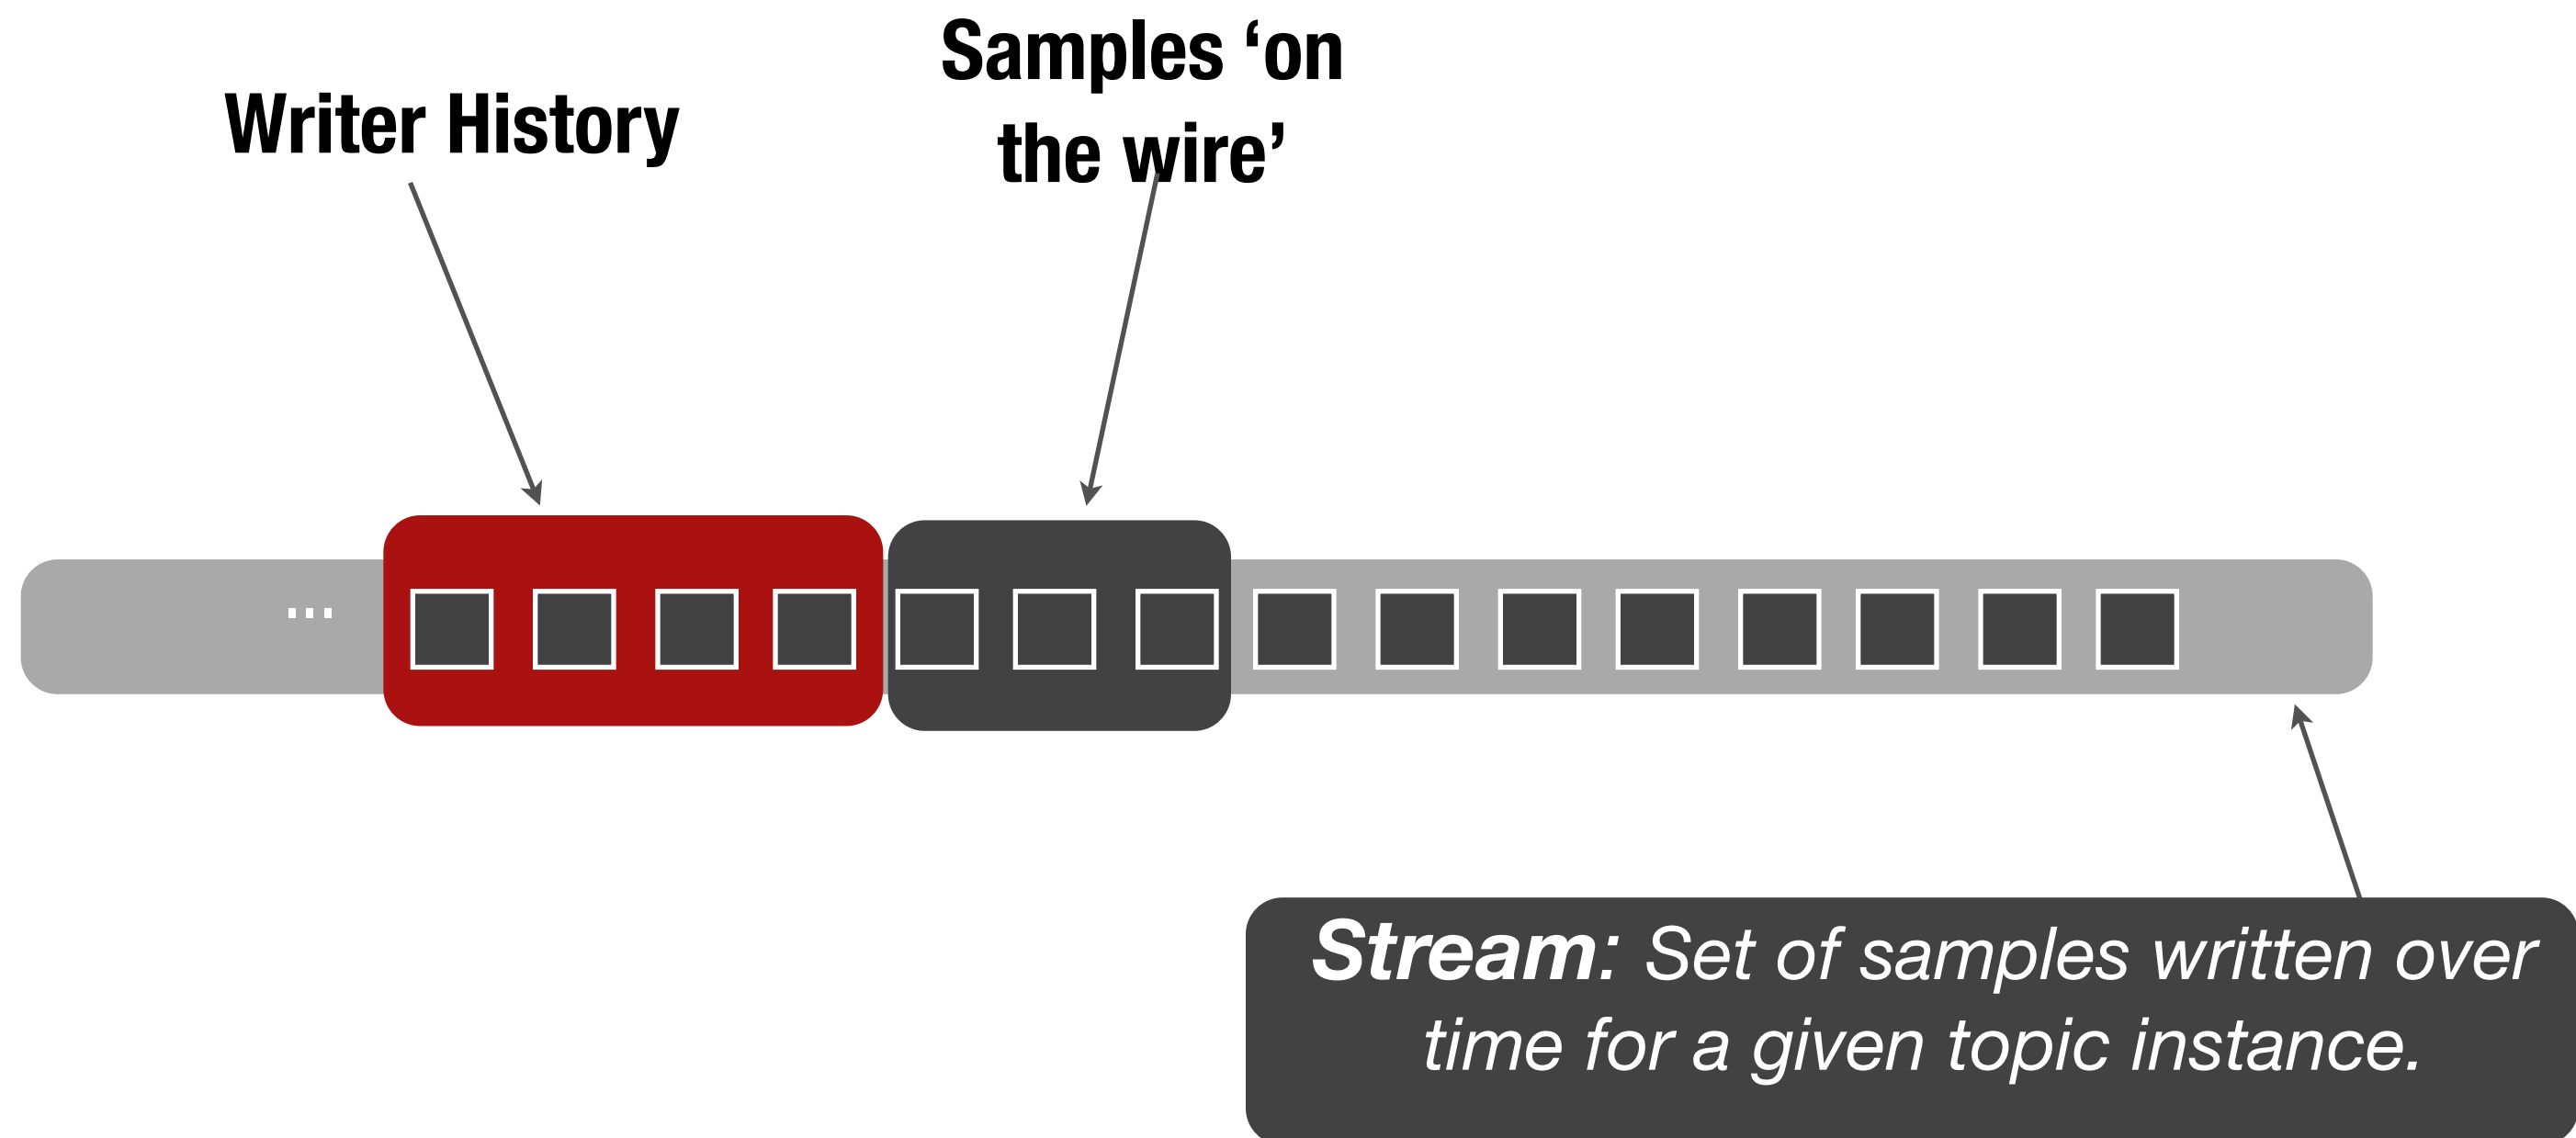 Samples ‘on
the wire’
Writer History
...
Stream: Set of samples written over
time for a given topic instance.